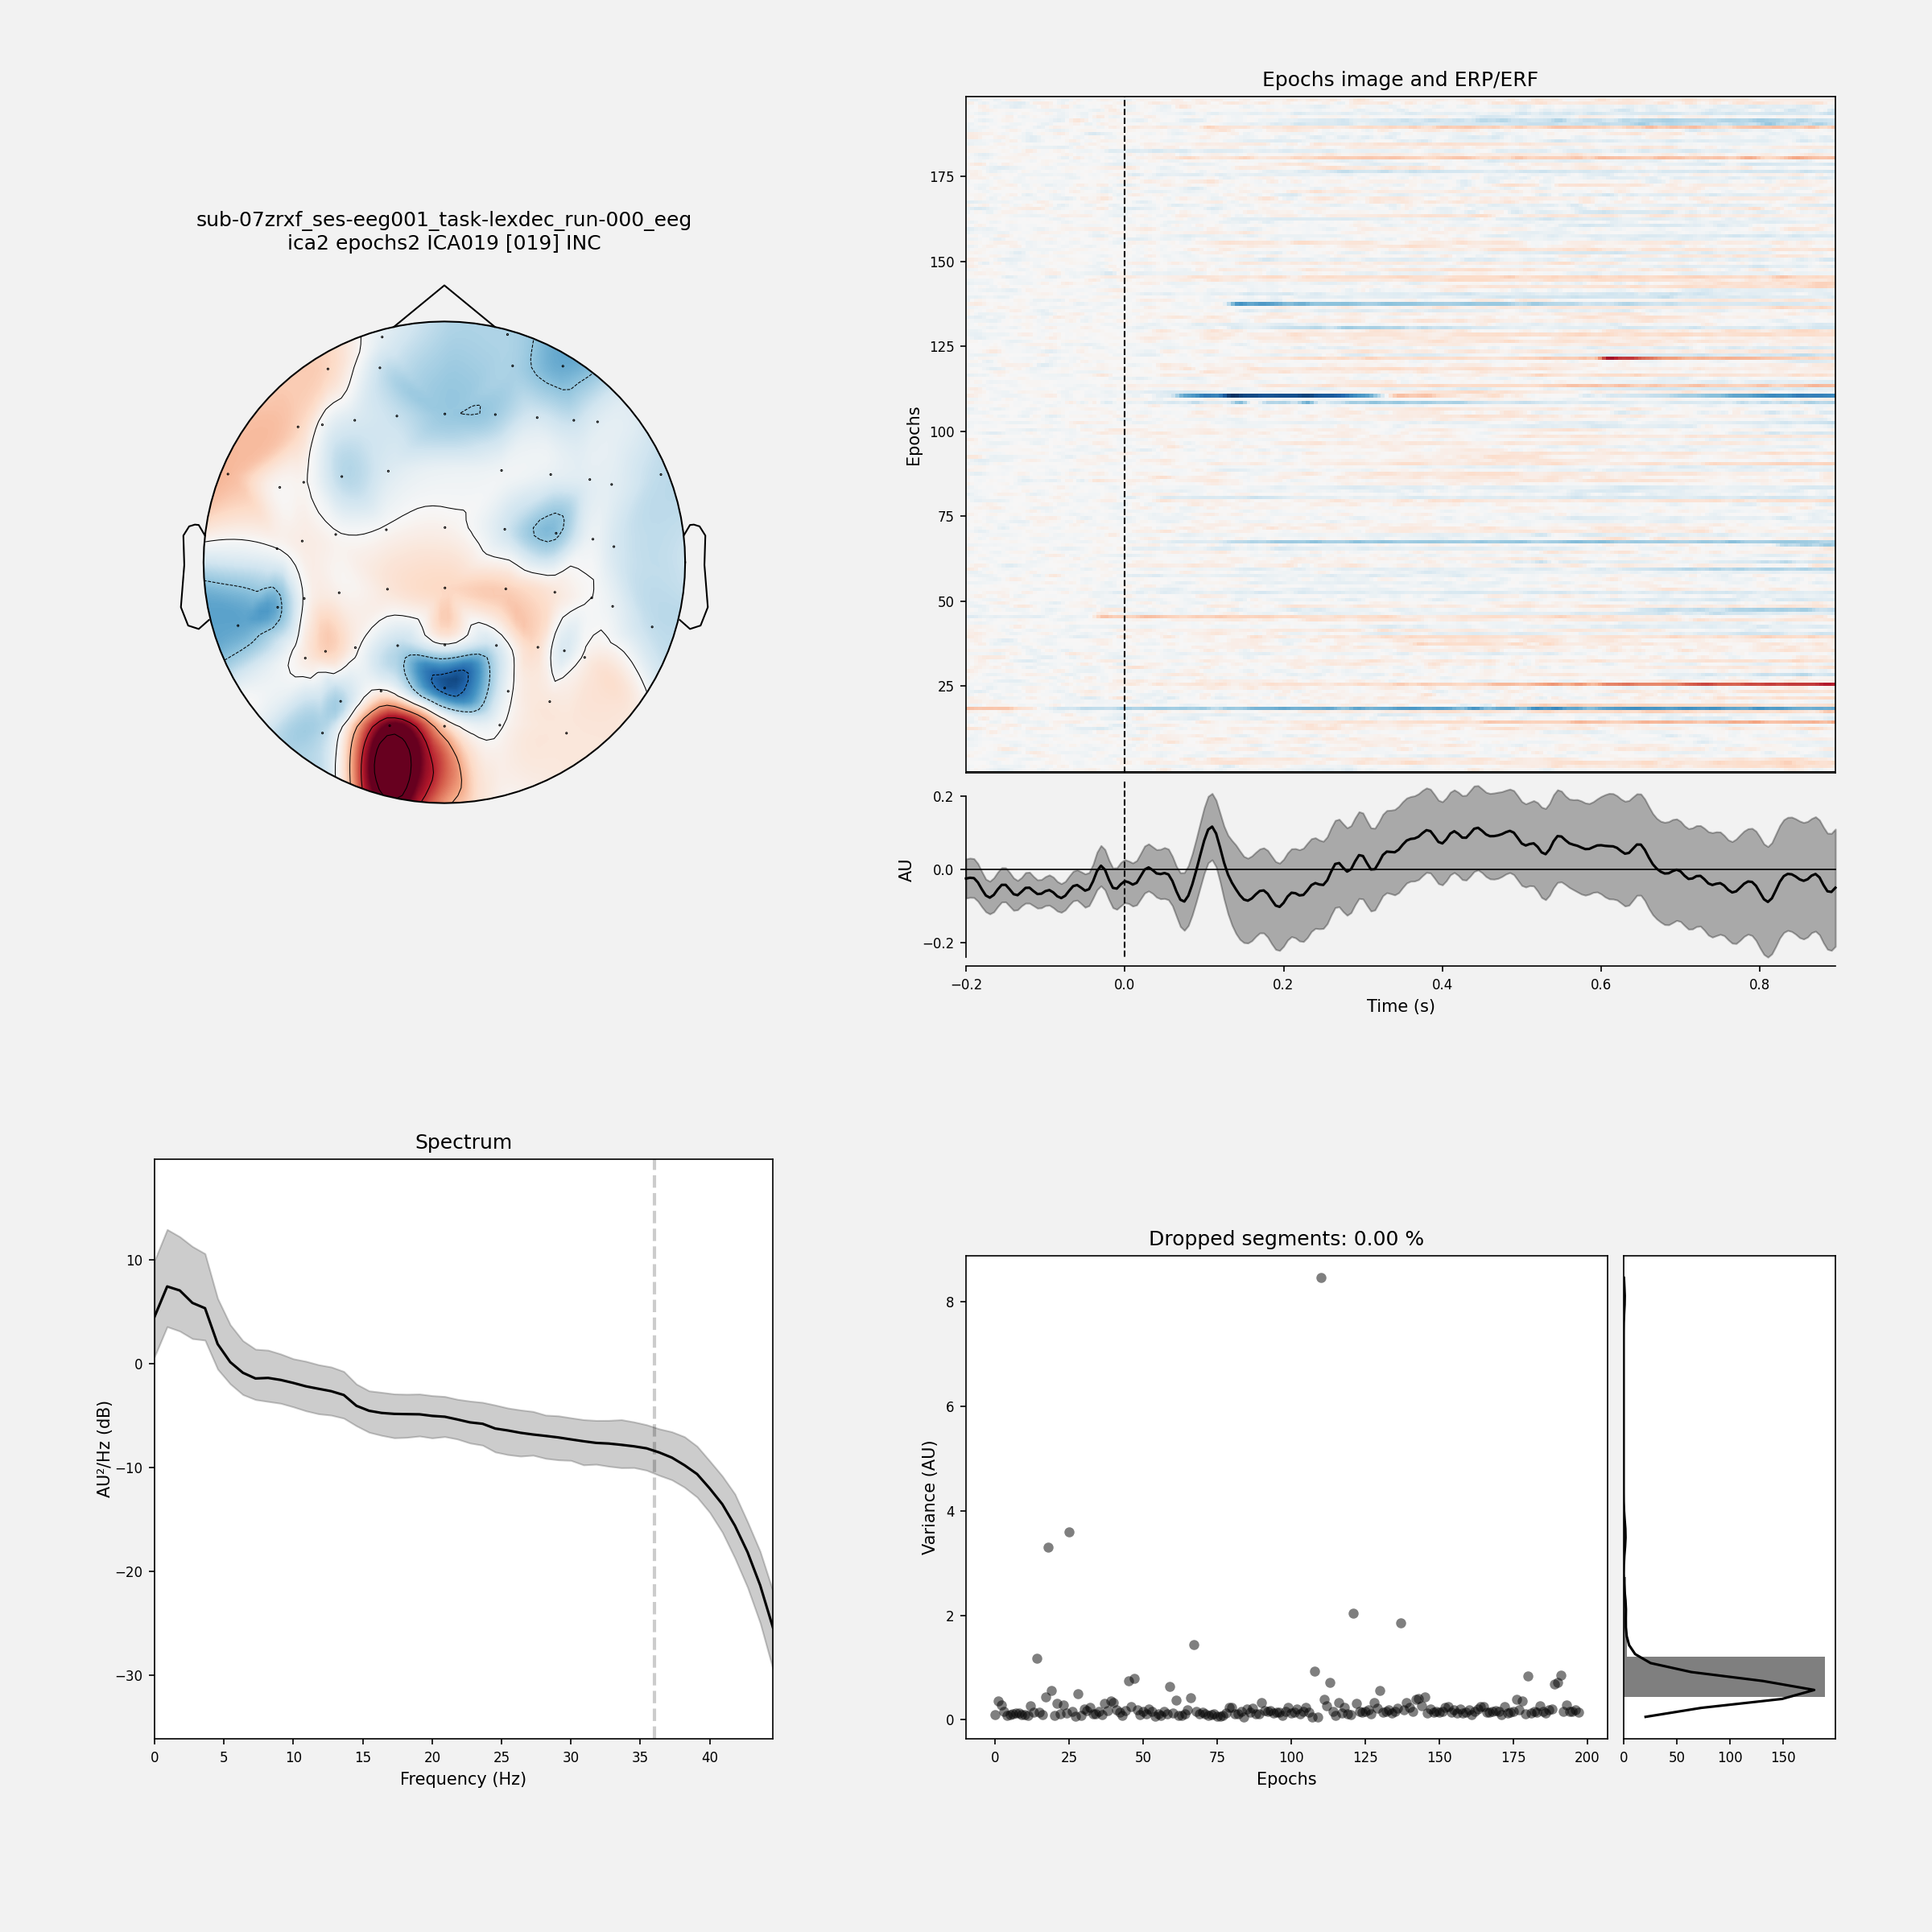 sub-07zrxf_ses-eeg001_task-lexdec_run-000_eeg
ica2 epochs2 ICA019 [019] INC
Epochs image and ERP/ERF
175
150
125
100
75
50
25
Epochs
0.2
0.0
−0.2
AU
−0.2 0.0 0.2 0.4 0.6 0.8
Time (s)
Spectrum
10
0
−10
−20
−30
AU²/Hz (dB)
0 5 10 15 20 25 30 35 40
Frequency (Hz)
Dropped segments: 0.00 %
8
6
4
2
0
Variance (AU)
0 25 50 75 100 125 150 175 200
Epochs
0 50 100 150